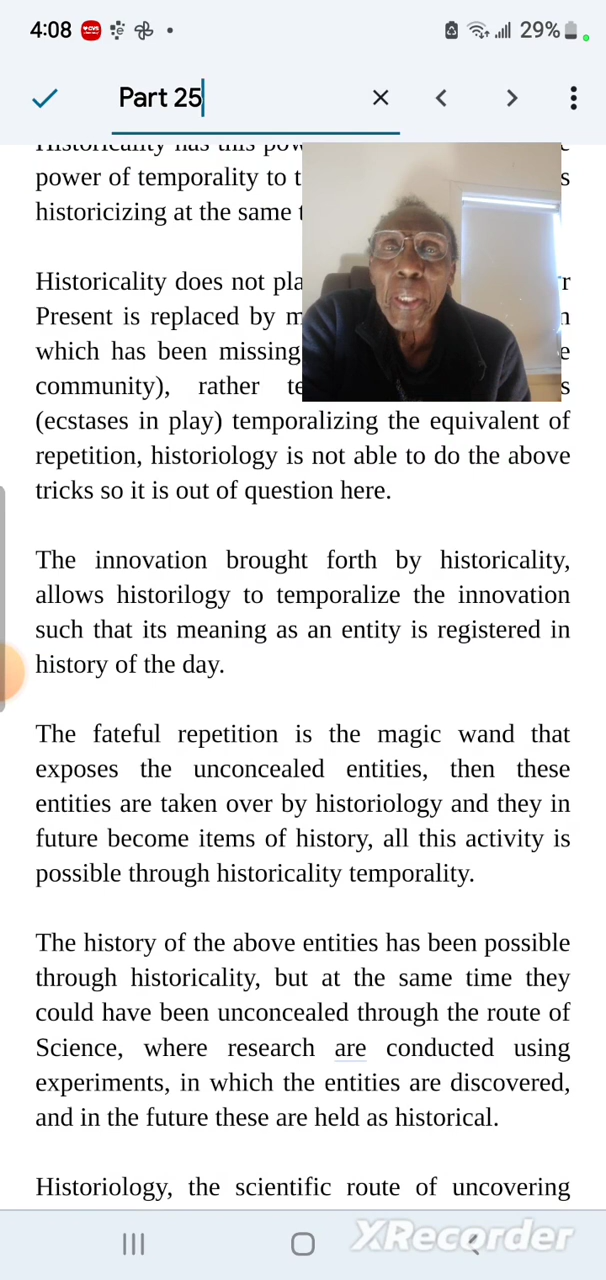 4:08
29%
Part 25
power of temporality to t s
historicizing at the same t
Historicality does not pla r
Present is replaced by m n
which has been missing e
community), rather te s
(ecstases in play) temporalizing the equivalent of
repetition, historiology is not able to do the above
tricks so it is out of question here.
The innovation brought forth by historicality,
allows historilogy to temporalize the innovation
such that its meaning as an entity is registered in
history of the day.
The fateful repetition is the magic wand that
exposes the unconcealed entities, then these
entities are taken over by historiology and they in
future become items of history, all this activity is
possible through historicality temporality.
The history of the above entities has been possible
through historicality, but at the same time they
could have been unconcealed through the route of
Science, where research are conducted using
experiments, in which the entities are discovered,
and in the future these are held as historical.
Historiology, the scientific route of uncovering
XRecorder